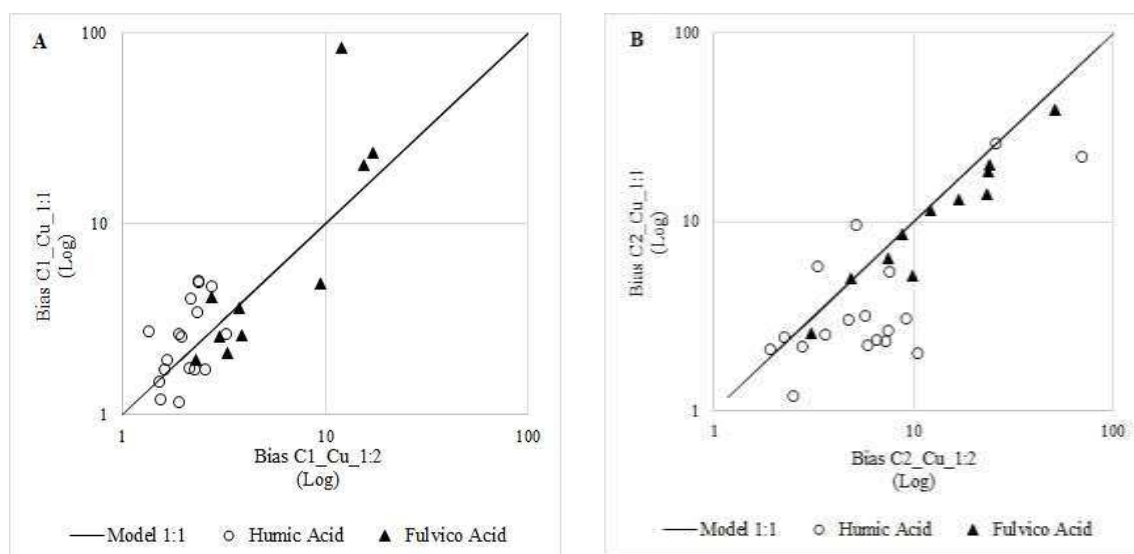 A
100
10
1
Bias C1_Cu_1:1
(Log)
1
10
100
Bias C1_Cu_1:2
(Log)
Model 1:1
Humic Acid
Fulvico Acid
B
100
10
1
Bias C2_Cu_1:1
(Log)
1
10
100
Bias C2_Cu_1:2
(Log)
Model 1:1
Humic Acid
Fulvico Acid